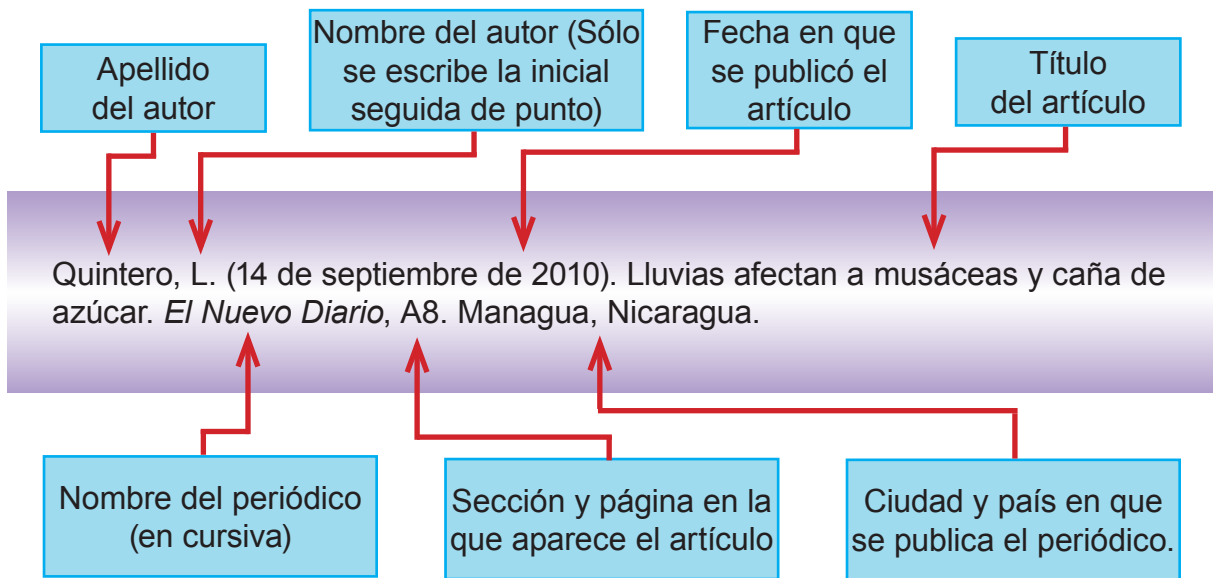 Apellido
del autor
Nombre del autor (Sólo
se escribe la inicial
seguida de punto)
Fecha en que
se publicó el
artículo
Título
del artículo
Quintero, L. (14 de septiembre de 2010). Lluvias afectan a musáceas y caña de
azúcar. El Nuevo Diario, A8. Managua, Nicaragua.
Nombre del periódico
(en cursiva)
Sección y página en la
que aparece el artículo
Ciudad y país en que
se publica el periódico.